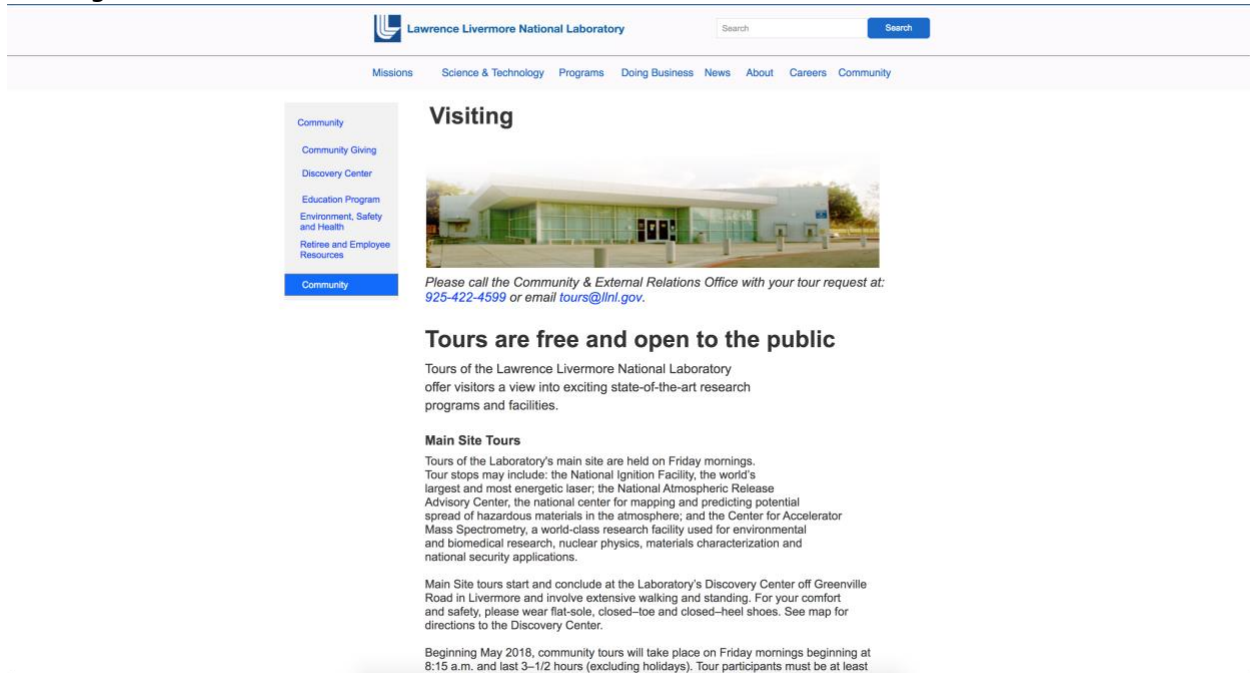 Lawrence Livermore National Laboratory
Search
Search
Missions Science & Technology Programs Doing Business News About Careers Community
Community
Community Giving
Discovery Center
Education Program
Environment, Safety
and Health
Retiree and Employee
Resources
Community
Visiting
Please call the Community & External Relations Office with your tour request at:
925-422-4599 or email tours@llnl.gov.
Tours are free and open to the public
Tours of the Lawrence Livermore National Laboratory
offer visitors a view into exciting state-of-the-art research
programs and facilities.
Main Site Tours
Tours of the Laboratory's main site are held on Friday mornings.
Tour stops may include: the National Ignition Facility, the world's
largest and most energetic laser; the National Atmospheric Release
Advisory Center, the national center for mapping and predicting potential
spread of hazardous materials in the atmosphere; and the Center for Accelerator
Mass Spectrometry, a world-class research facility used for environmental
and biomedical research, nuclear physics, materials characterization and
national security applications.
Main Site tours start and conclude at the Laboratory's Discovery Center off Greenville
Road in Livermore and involve extensive walking and standing. For your comfort
and safety, please wear flat-sole, closed–toe and closed–heel shoes. See map for
directions to the Discovery Center.
Beginning May 2018, community tours will take place on Friday mornings beginning at
8:15 a.m. and last 3–1/2 hours (excluding holidays). Tour participants must be at least